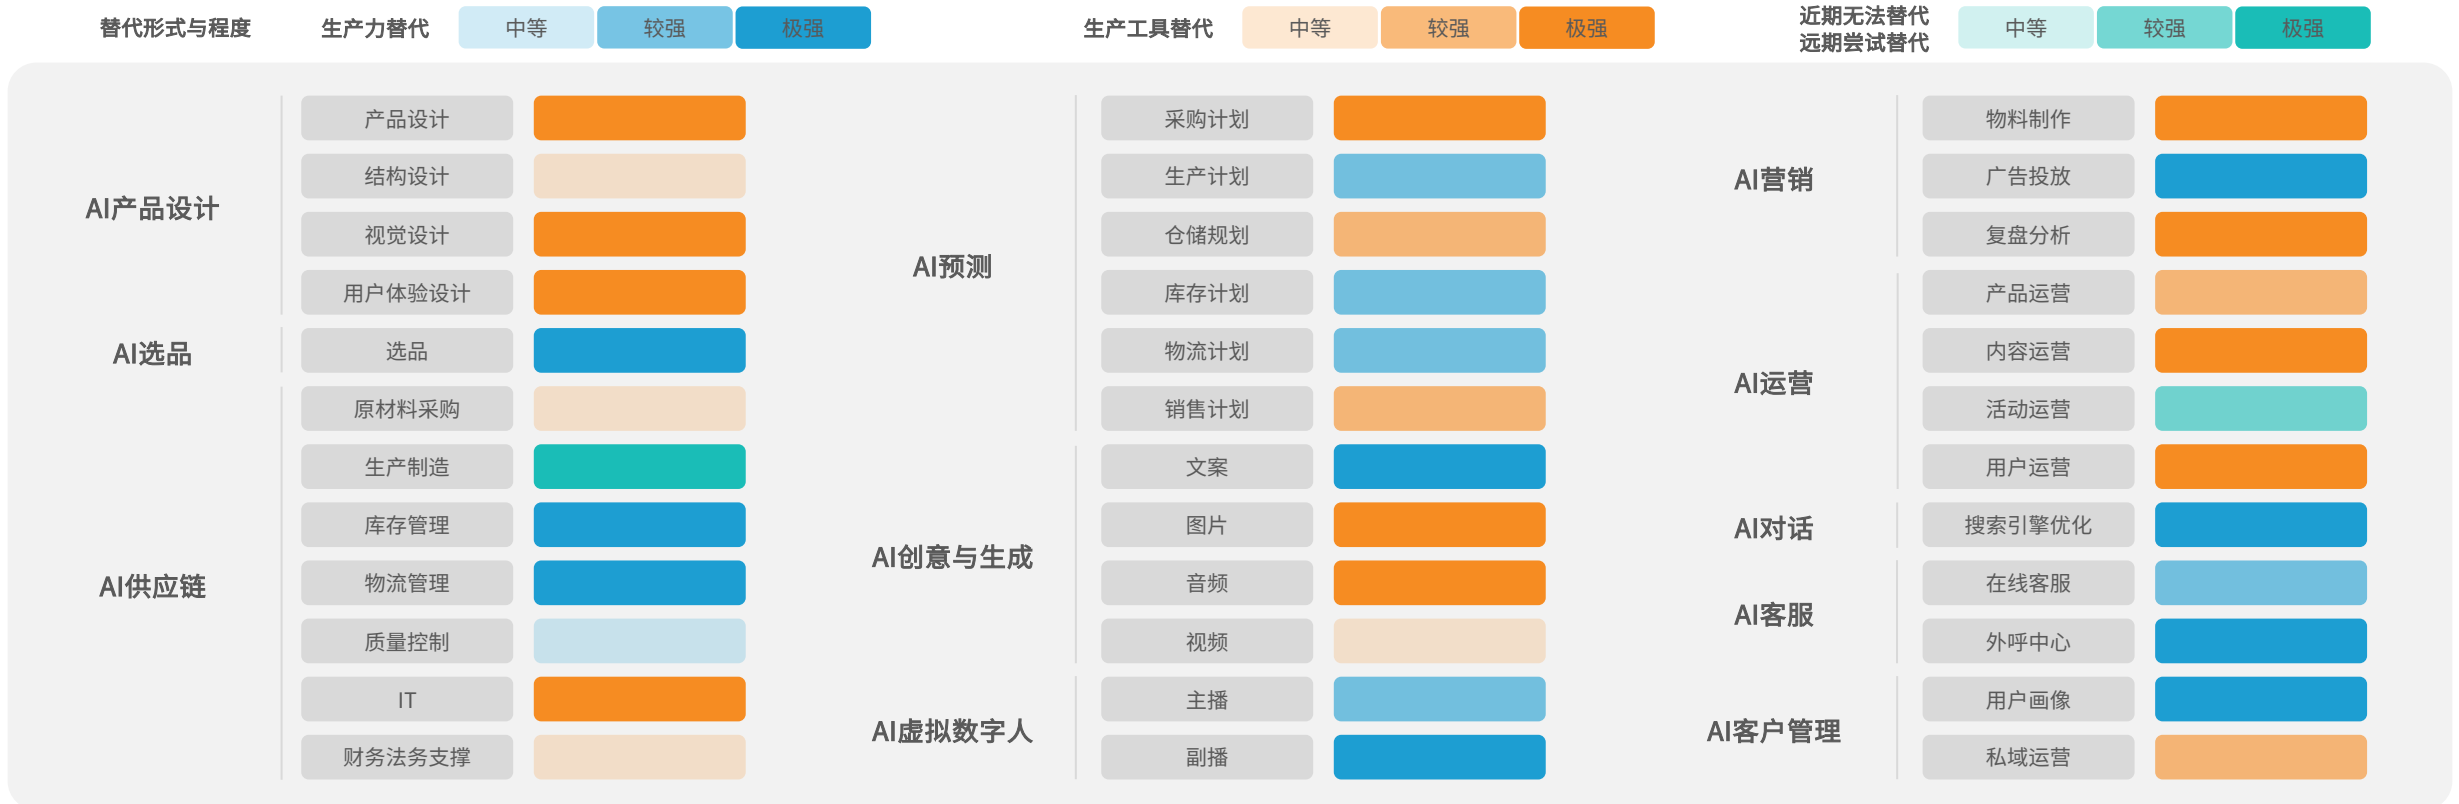 替代形式与程度
生产力替代
中等
较强
极强
生产工具替代
中等
较强
极强
近期无法替代
远期尝试替代
中等
较强
极强
AI产品设计
产品设计
结构设计
视觉设计
用户体验设计
AI选品
选品
AI供应链
原材料采购
生产制造
库存管理
物流管理
质量控制
IT
财务法务支撑
AI预测
采购计划
生产计划
仓储规划
库存计划
物流计划
销售计划
AI创意与生成
文案
图片
音频
视频
AI虚拟数字人
主播
副播
AI营销
物料制作
广告投放
复盘分析
AI运营
产品运营
内容运营
活动运营
用户运营
AI对话
搜索引擎优化
AI客服
在线客服
外呼中心
AI客户管理
用户画像
私域运营